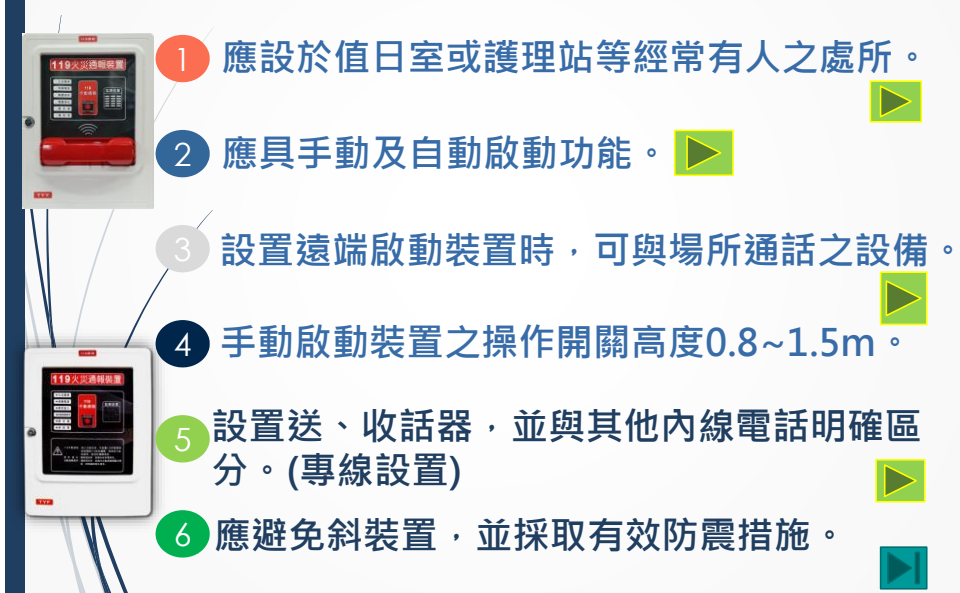 119火災通報裝置
1 應設於值日室或護理站等經常有人之處所。
2 應具手動及自動啟動功能。
3 設置遠端啟動裝置時，可與場所通話之設備。
119火災通報裝置
4 手動啟動裝置之操作開關高度0.8~1.5m。
5 設置送、收話器，並與其他內線電話明確區
分。(專線設置)
6 應避免斜裝置，並採取有效防震措施。